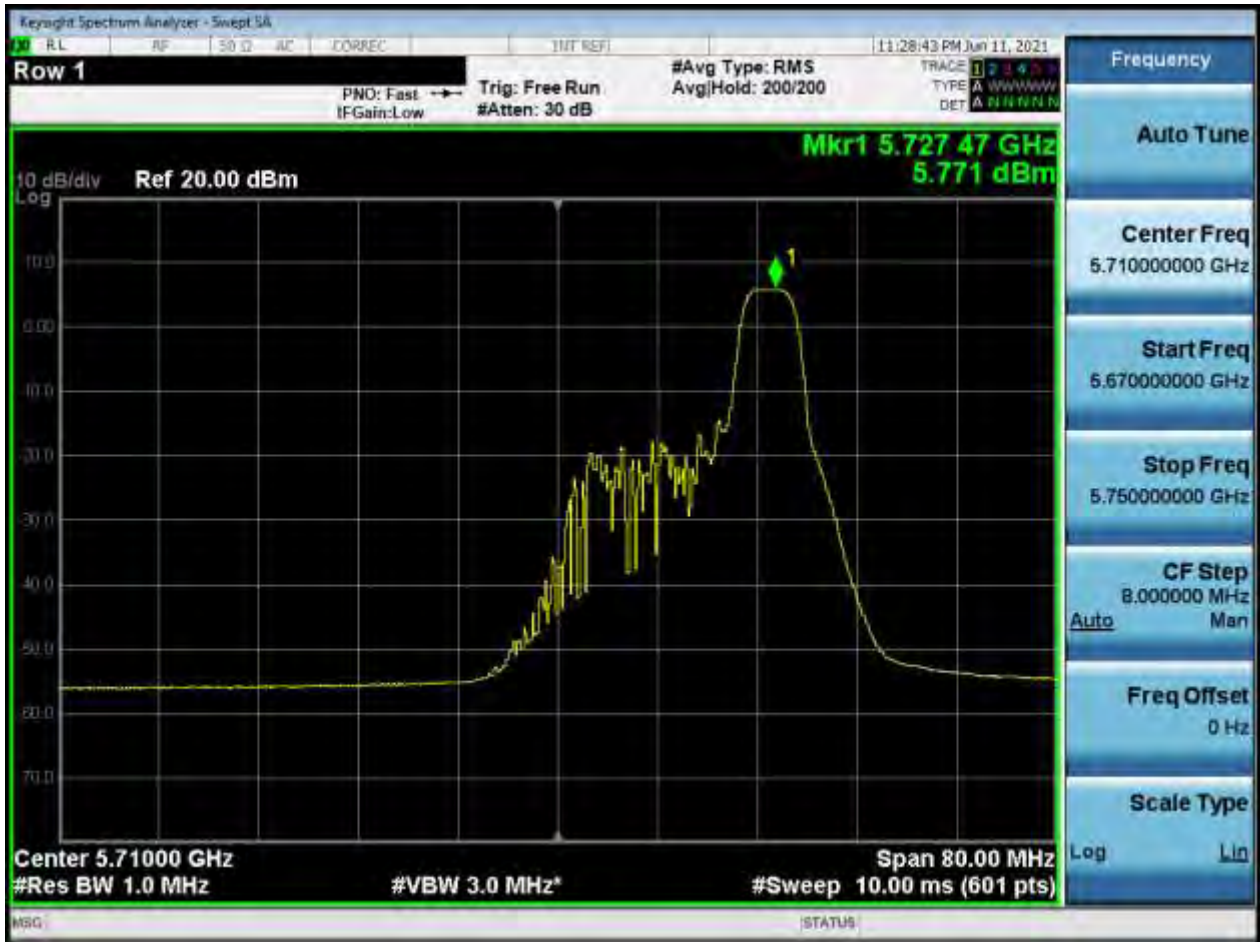 Keysight Spectrum Analyzer - Swept SA
RL RF 50 Ω AC CORREC INT REF 11:28:43 PM Jun 11, 2021
Row 1
PNO: Fast
IFGain:Low
Trig: Free Run
#Atten: 30 dB
#Avg Type: RMS
Avg|Hold: 200/200
TRACE 1 2 3 4 5 6
TYPE A WWWWW
DET A N N N N N
Mkr1 5.727 47 GHz
5.771 dBm
10 dB/div
Log
Ref 20.00 dBm
1
10.0
0.00
-10.0
-20.0
-30.0
-40.0
-50.0
-60.0
-70.0
Center 5.71000 GHz
Span 80.00 MHz
#Res BW 1.0 MHz
#VBW 3.0 MHz*
#Sweep 10.00 ms (601 pts)
MSG
STATUS
Frequency
Auto Tune
Center Freq
5.710000000 GHz
Start Freq
5.670000000 GHz
Stop Freq
5.750000000 GHz
CF Step
8.000000 MHz
Auto Man
Freq Offset
0 Hz
Scale Type
Log Lin